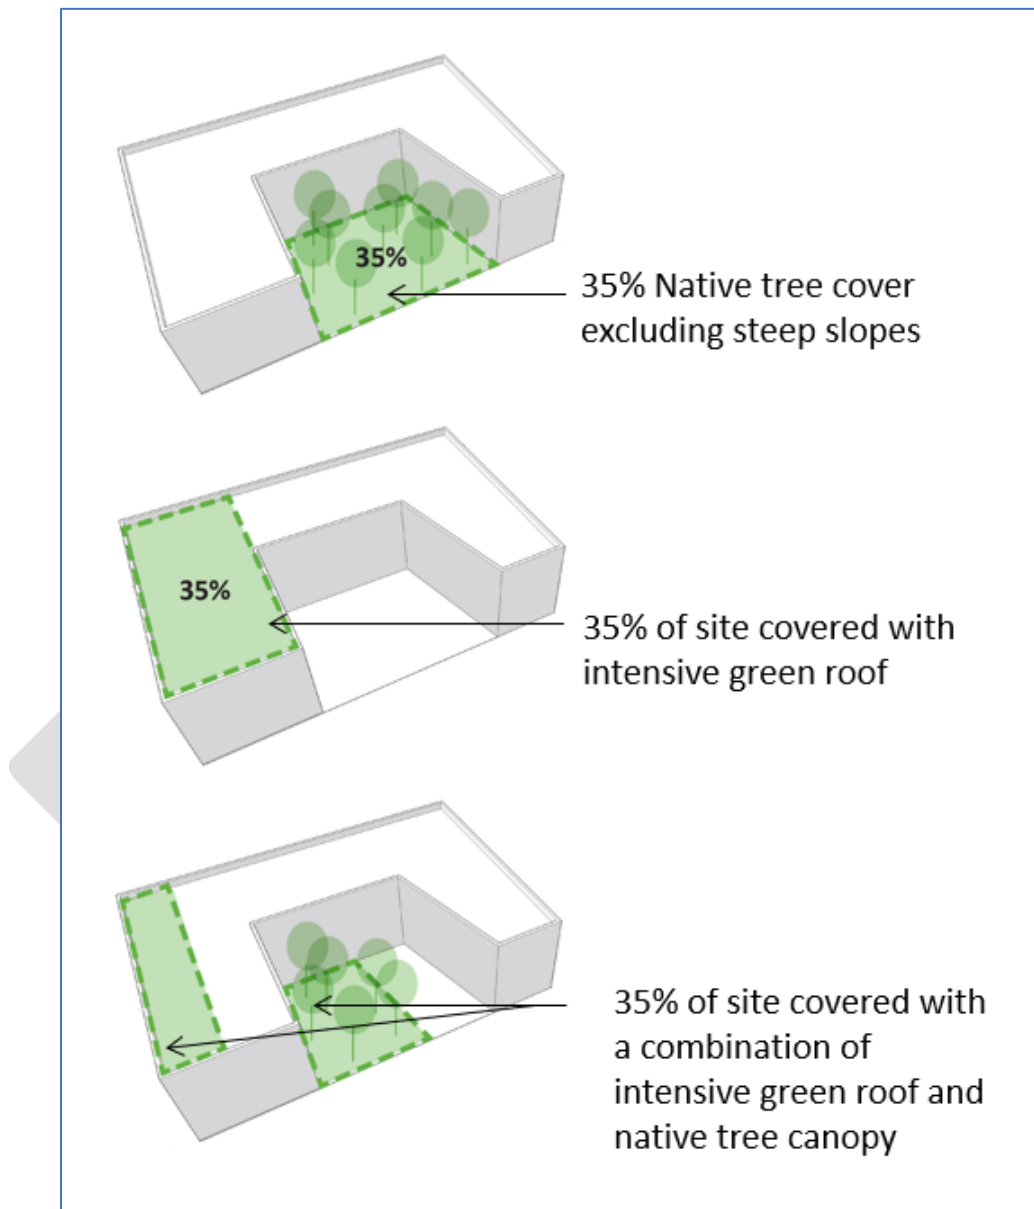 35%
35% Native tree cover
excluding steep slopes
35%
35% of site covered with
intensive green roof
35% of site covered with
a combination of
intensive green roof and
native tree canopy